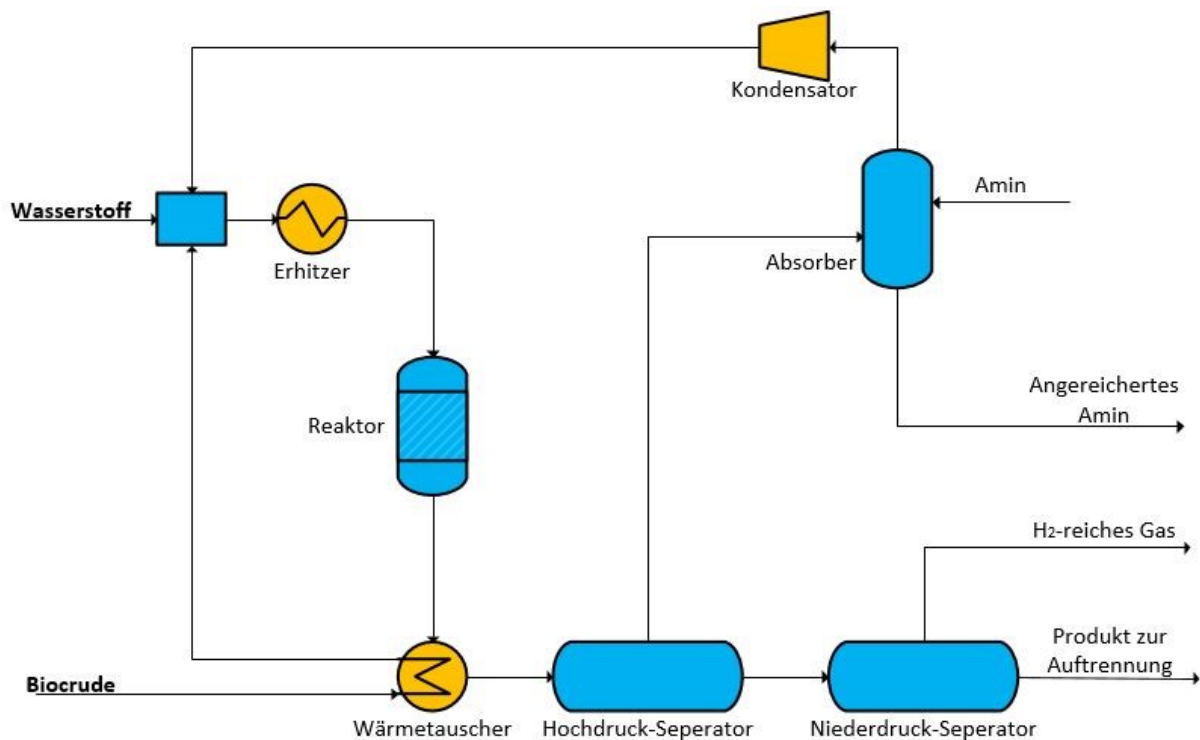 Kondensator
Amin
Wasserstoff
Absorber
Erhitzer
Angereichertes
Amin
Reaktor
H2-reiches Gas
Produkt zur
Auftrennung
Biocrude
Wärmetauscher
Hochdruck-Seperator
Niederdruck-Seperator